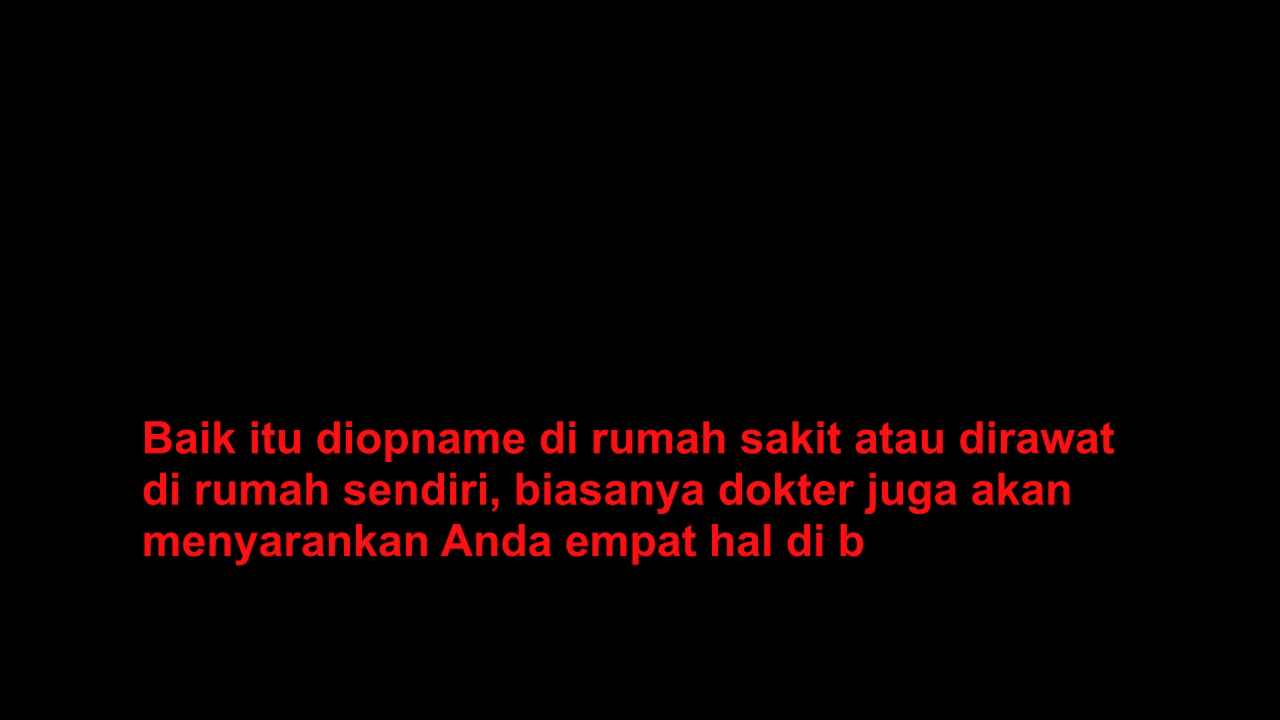 Baik itu diopname di rumah sakit atau dirawat
di rumah sendiri, biasanya dokter juga akan
menyarankan Anda empat hal di b